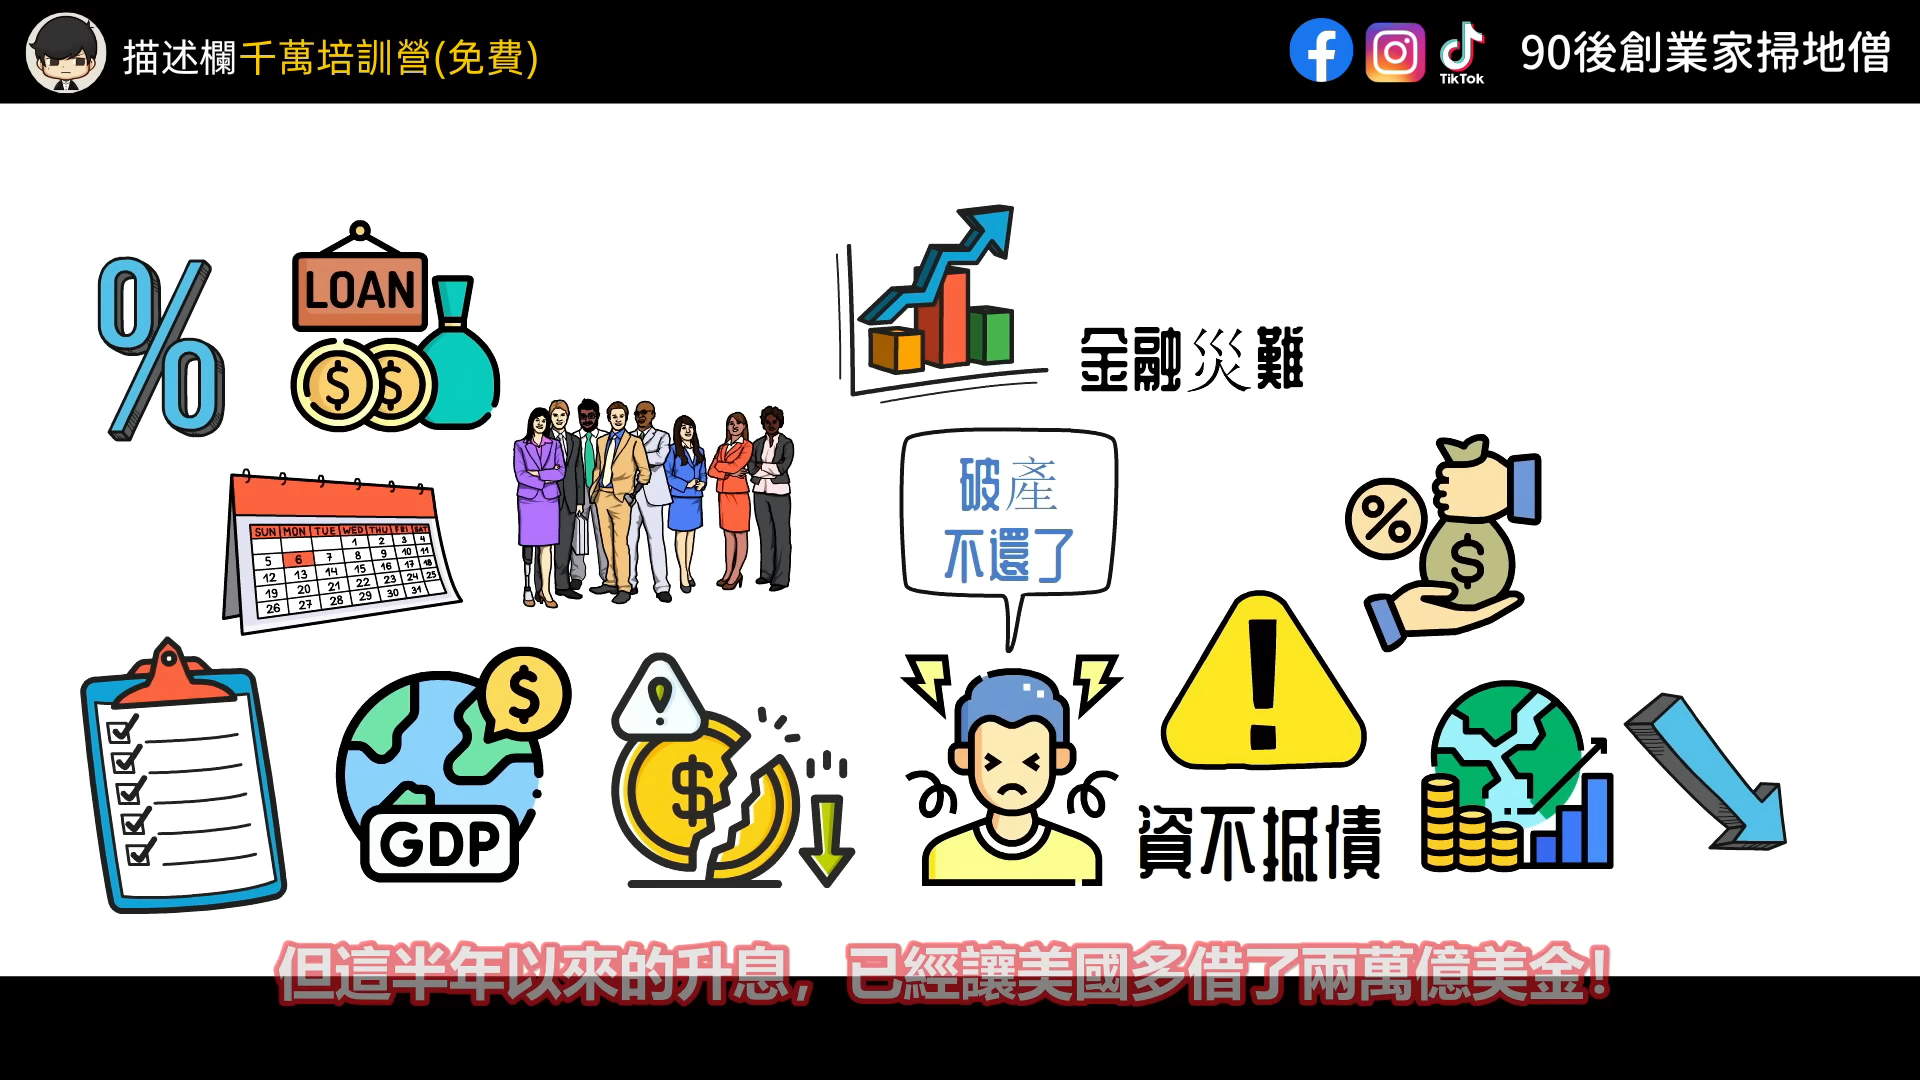 描述欄千萬培訓營(免費)
TikTok
90後創業家掃地僧
LOAN
$ $
金融災難
破產
不還了
SUN MON TUE WED THU FRI SAT
1 2 3 4
5 6 7 8 9 10 11
12 13 14 15 16 17 18
19 20 21 22 23 24 25
26 27 28 29 30 31
%
$
$
GDP
$
!
資不抵債
但這半年以來的升息，已經讓美國多借了兩萬億美金！